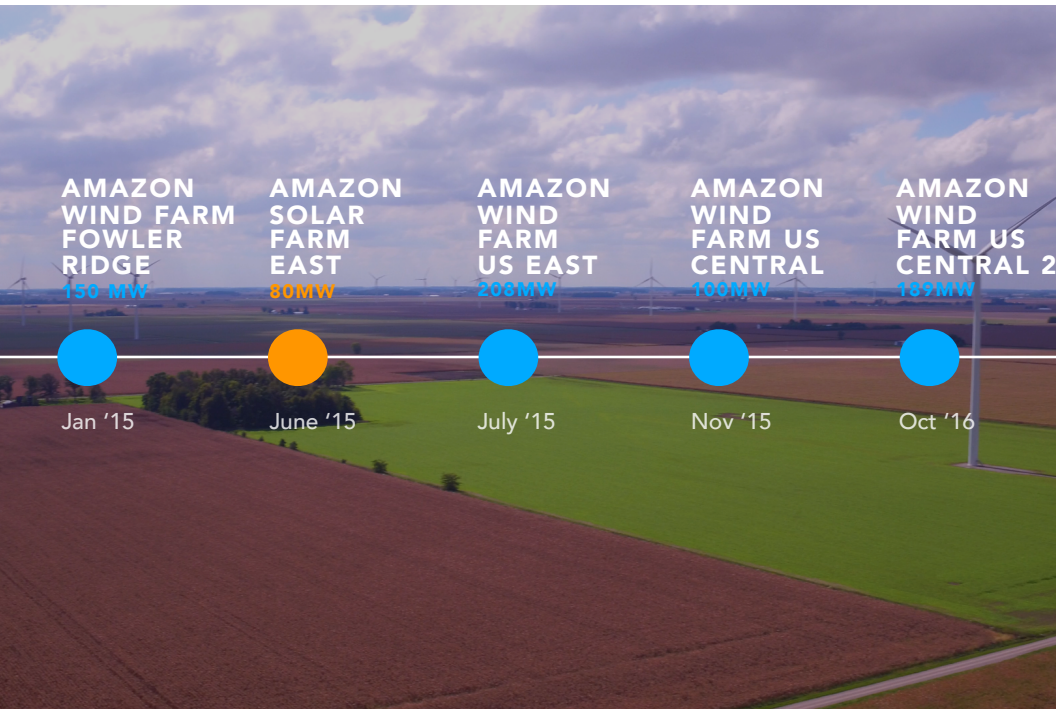 AMAZON
WIND FARM
FOWLER
RIDGE
150 MW
Jan ‘15
AMAZON
SOLAR
FARM
EAST
80MW
June ‘15
AMAZON
WIND
FARM
US EAST
208MW
July ‘15
AMAZON
WIND
FARM US
CENTRAL
100MW
Nov ‘15
AMAZON
WIND
FARM US
CENTRAL 2
189MW
Oct ‘16